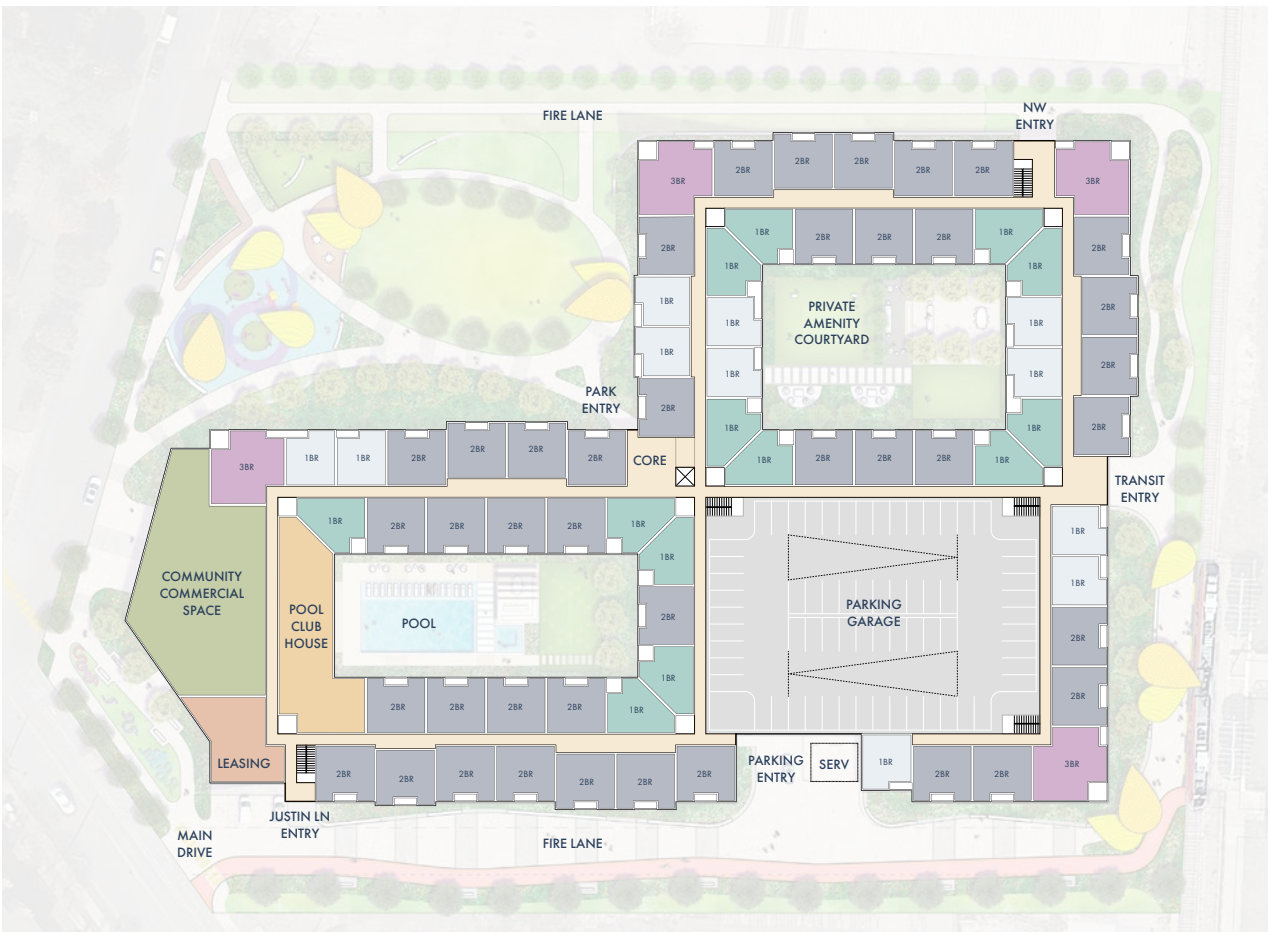 FIRE LANE
NW
ENTRY
3BR
2BR
2BR
2BR
2BR
2BR
3BR
2BR
1BR
2BR
2BR
2BR
1BR
2BR
1BR
1BR
1BR
1BR
1BR
2BR
PRIVATE
AMENITY
COURTYARD
1BR
1BR
1BR
2BR
PARK
ENTRY
2BR
1BR
1BR
2BR
1BR
2BR
2BR
2BR
1BR
3BR
1BR
1BR
2BR
2BR
2BR
2BR
CORE
TRANSIT
ENTRY
1BR
2BR
2BR
2BR
2BR
1BR
1BR
1BR
1BR
COMMUNITY
COMMERCIAL
SPACE
POOL
CLUB
HOUSE
POOL
2BR
PARKING
GARAGE
2BR
1BR
2BR
2BR
2BR
2BR
2BR
1BR
LEASING
2BR
2BR
2BR
2BR
2BR
2BR
2BR
PARKING
ENTRY
SERV
1BR
2BR
2BR
3BR
JUSTIN LN
ENTRY
MAIN
DRIVE
FIRE LANE